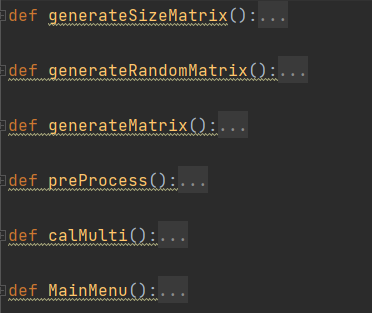 def generateSizeMatrix():...
def generateRandomMatrix():...
def generateMatrix():...
def preProcess():...
def calMulti():...
def MainMenu():...